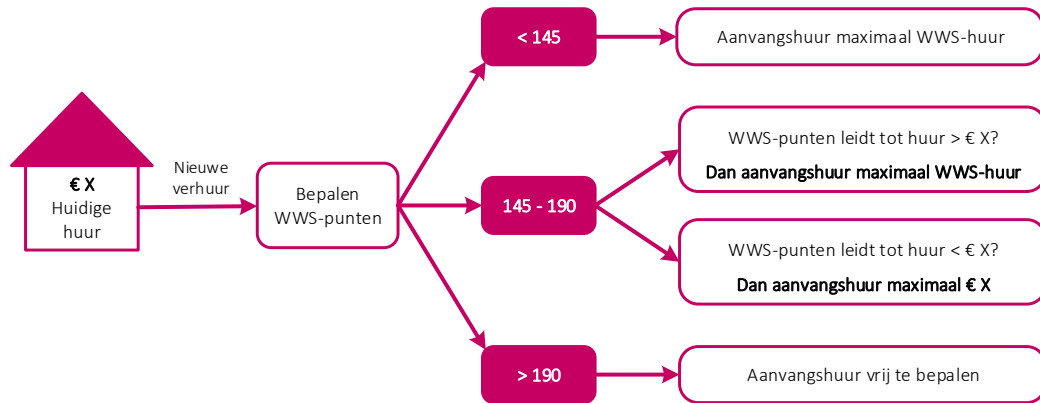 € X
Huidige
huur
Nieuwe
verhuur
Bepalen
WWS-punten
< 145
Aanvangshuur maximaal WWS-huur
145 - 190
WWS-punten leidt tot huur > € X?
Dan aanvangshuur maximaal WWS-huur
WWS-punten leidt tot huur < € X?
Dan aanvangshuur maximaal € X
> 190
Aanvangshuur vrij te bepalen